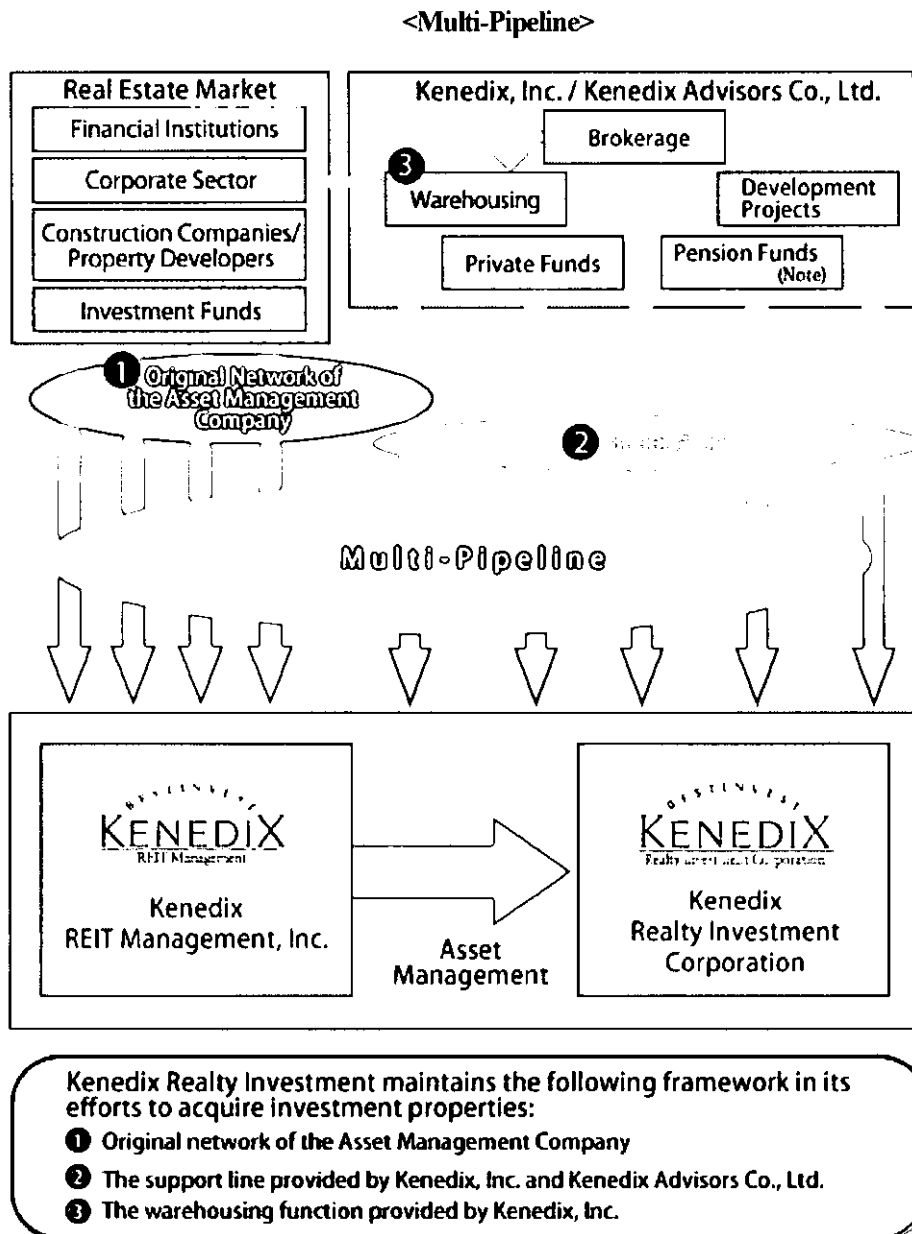 <Multi-Pipeline>
Real Estate Market
Financial Institutions
Corporate Sector
Construction Companies/
Property Developers
Investment Funds
Kenedix, Inc. / Kenedix Advisors Co., Ltd.
Brokerage
3
Warehousing
Development
Projects
Private Funds
Pension Funds
(Note)
1 Original Network of
the Asset Management
Company
2
Multi-Pipeline
BESTINVEST
KENEDIX
REIT Management
Kenedix
REIT Management, Inc.
Asset
Management
BESTINVEST
KENEDIX
Realty Investment Corporation
Kenedix
Realty Investment
Corporation
Kenedix Realty Investment maintains the following framework in its
efforts to acquire investment properties:
1 Original network of the Asset Management Company
2 The support line provided by Kenedix, Inc. and Kenedix Advisors Co., Ltd.
3 The warehousing function provided by Kenedix, Inc.